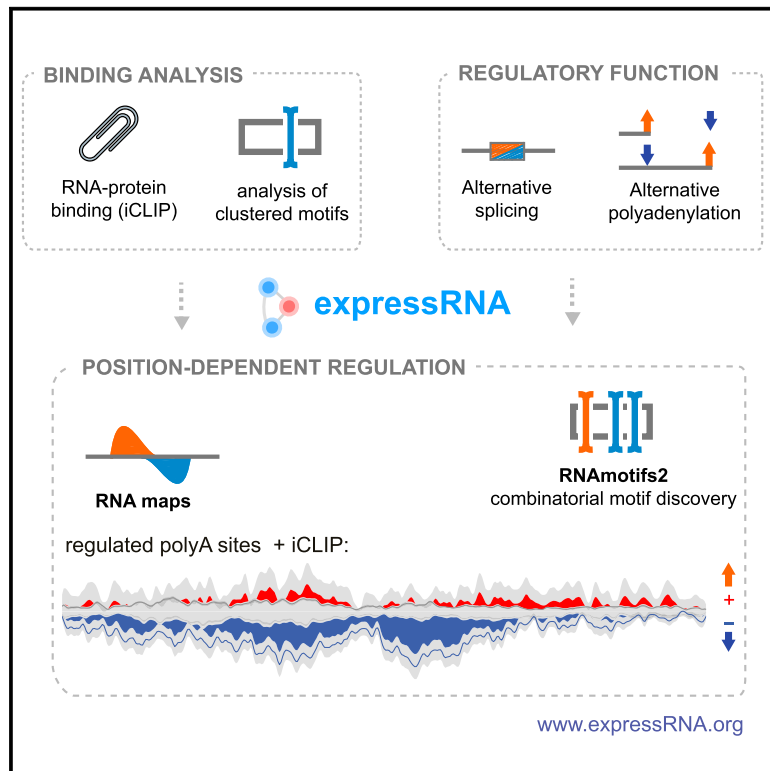 BINDING ANALYSIS
RNA-protein
binding (iCLIP)
analysis of
clustered motifs
REGULATORY FUNCTION
Alternative
splicing
Alternative
polyadenylation
expressRNA
POSITION-DEPENDENT REGULATION
RNA maps
RNAmotifs2
combinatorial motif discovery
regulated polyA sites + iCLIP:
+
–
www.expressRNA.org